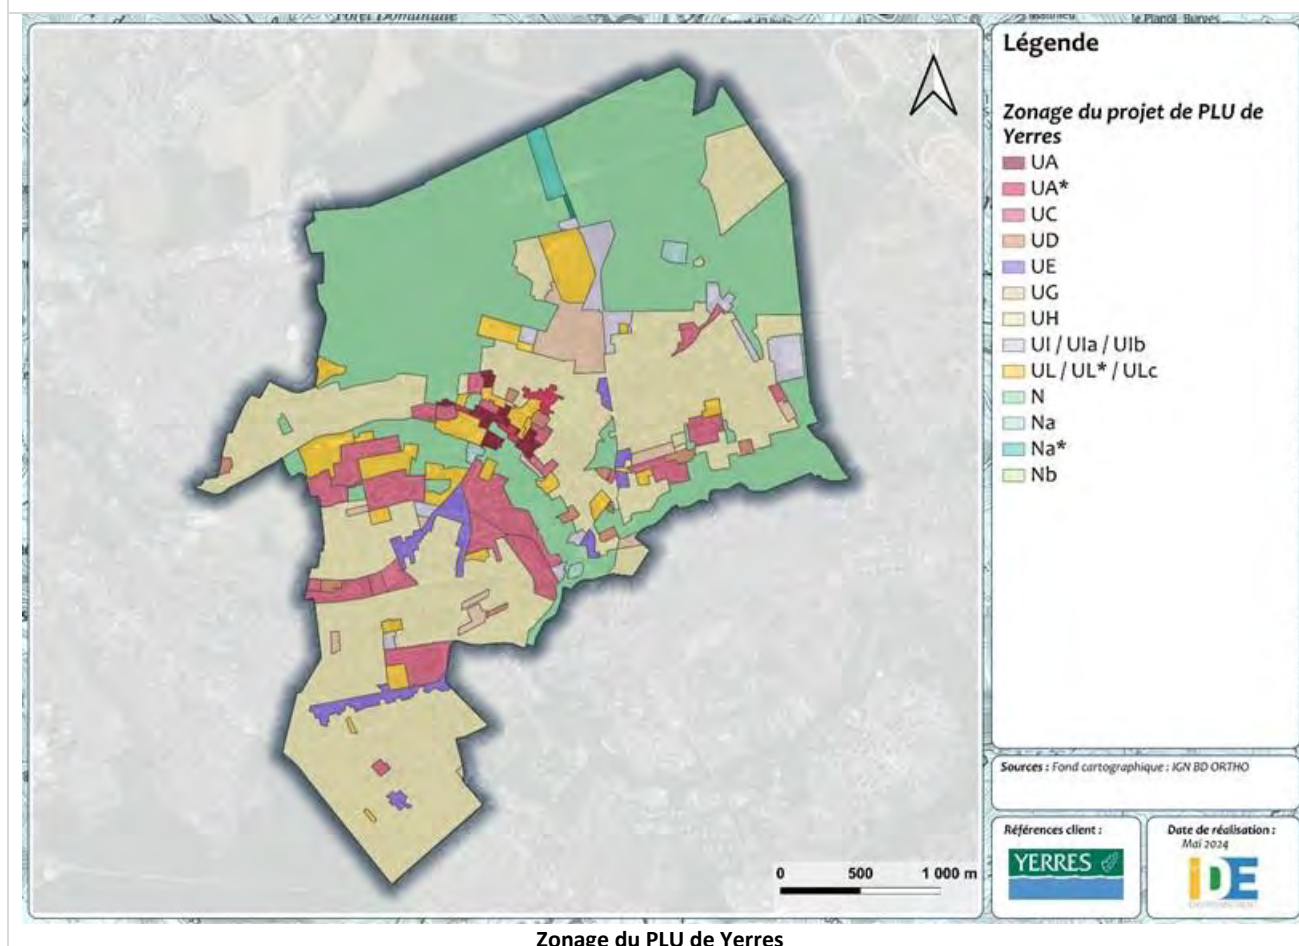 Légende
Zonage du projet de PLU de
Yerres
UA
UA*
UC
UD
UE
UG
UH
UI / UIa / UIb
UL / UL* / ULc
N
Na
Na*
Nb
0 500 1 000 m
Sources : Fond cartographique : IGN BD ORTHO
Références client :
YERRES
Date de réalisation :
Mai 2024
IDE
Zonage du PLU de Yerres